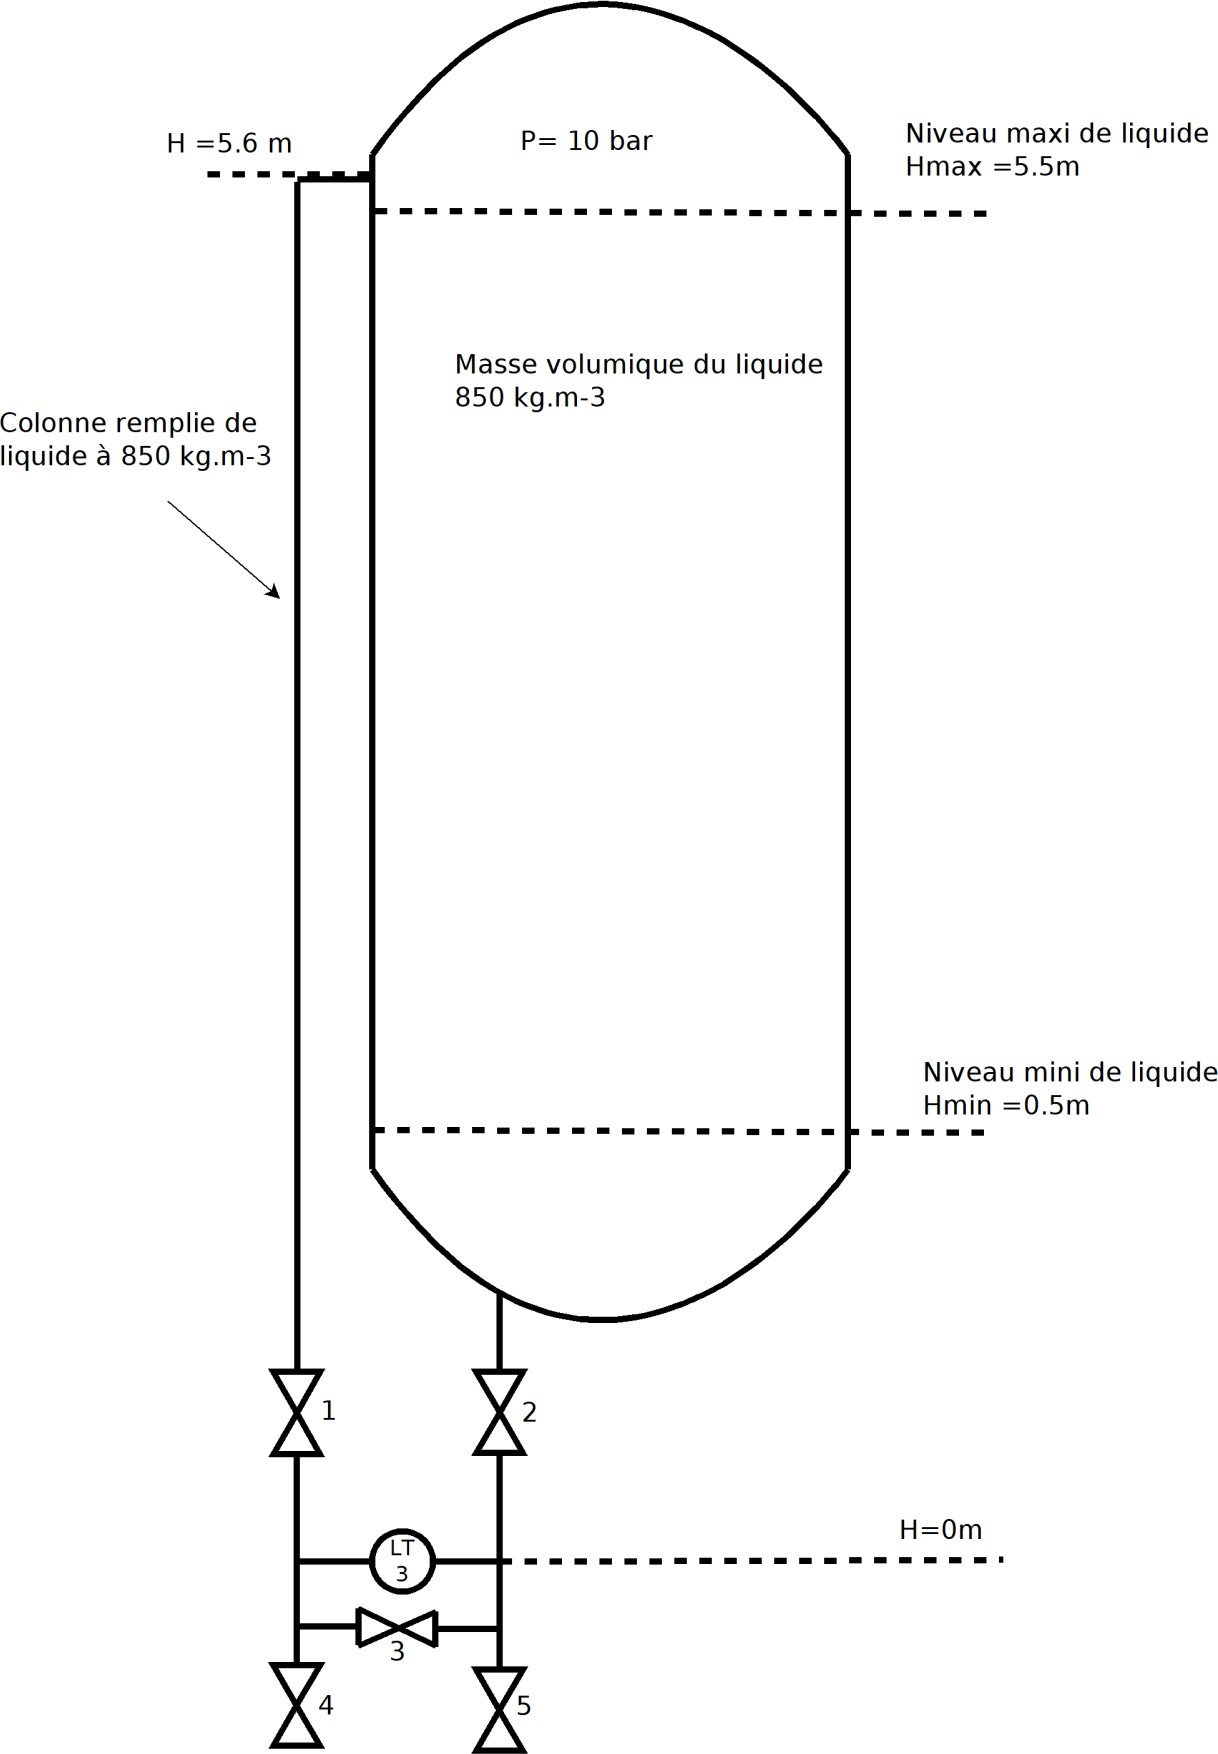 H =5.6 m
P= 10 bar
Niveau maxi de liquide
Hmax =5.5m
Masse volumique du liquide
850 kg.m-3
Colonne remplie de
liquide à 850 kg.m-3
Niveau mini de liquide
Hmin =0.5m
1
2
H=0m
LT
3
3
4
5